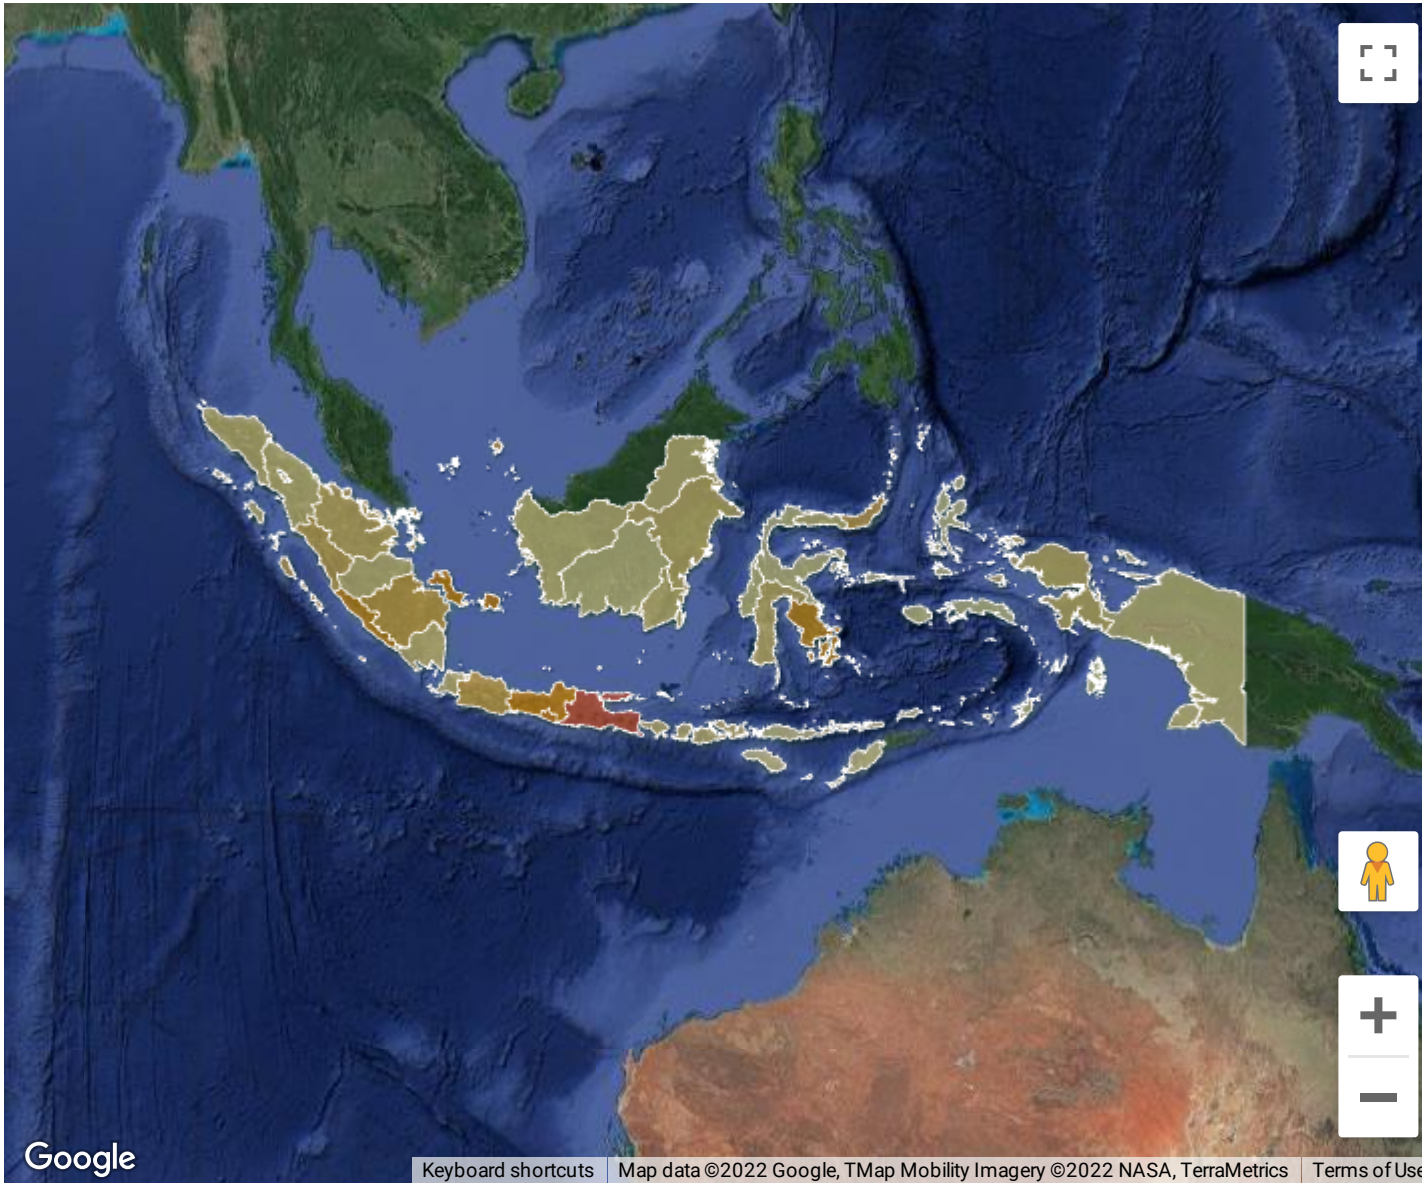 Google
Keyboard shortcuts
Map data ©2022 Google, TMap Mobility Imagery ©2022 NASA, TerraMetrics
Terms of Use